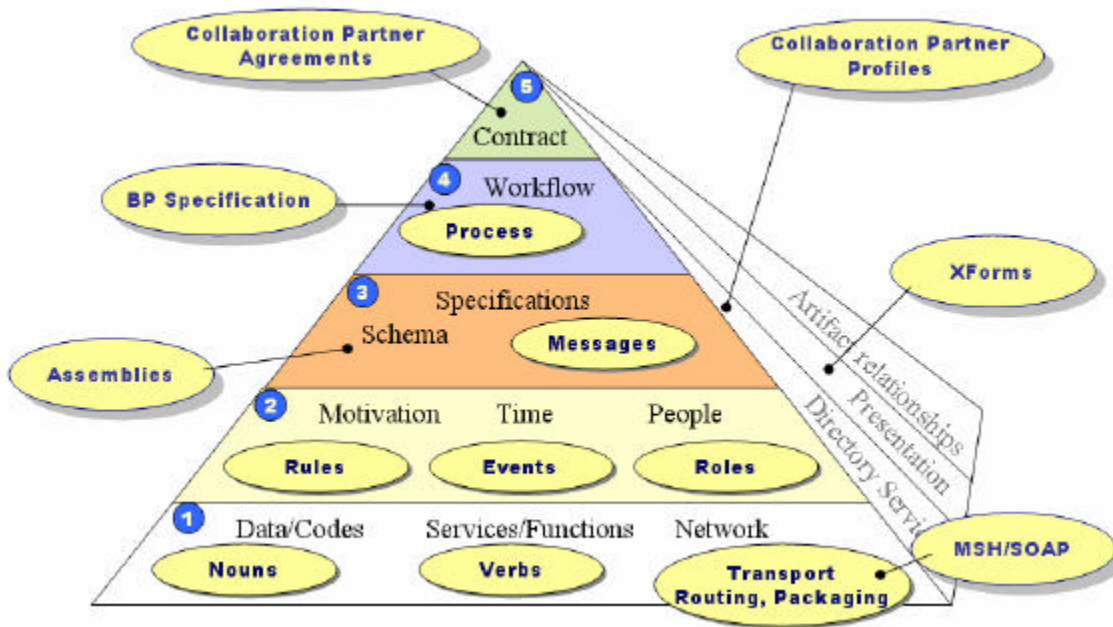 Collaboration Partner
Agreements
Collaboration Partner
Profiles
5
Contract
4
Workflow
BP Specification
Process
XForms
3
Specifications
Schema
Messages
Assemblies
Artifact relationships
Presentation
2
Motivation
Time
People
Rules
Events
Roles
Directory
1
Data/Codes
Services/Functions
Network
Nouns
Verbs
Transport
Routing, Packaging
MSH/SOAP